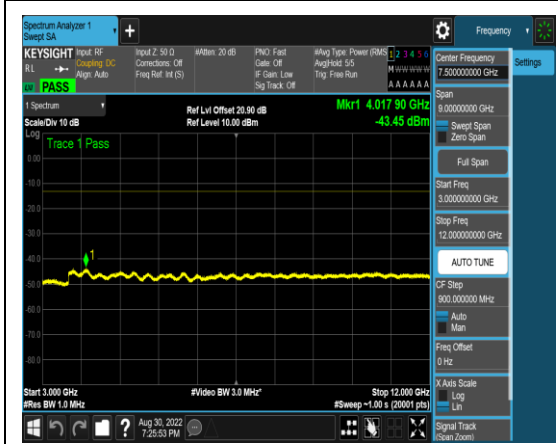 Spectrum Analyzer 1
Swept SA
+
Frequency
KEYSIGHT
RL
PASS
Input: RF
Coupling: DC
Align: Auto
Input Z: 50 Ω
Corrections: Off
Freq Ref: Int (S)
#Atten: 20 dB
PNO: Fast
Gate: Off
IF Gain: Low
Sig Track: Off
#Avg Type: Power (RMS)
Avg|Hold: 5/5
Trig: Free Run
1 2 3 4 5 6
M W W W W W
A A A A A A
1 Spectrum
Scale/Div 10 dB
Ref Lvl Offset 20.90 dB
Ref Level 10.00 dBm
Mkr1 4.017 90 GHz
-43.45 dBm
Log
Trace 1 Pass
0.00
-10.0
-20.0
-30.0
-40.0
-50.0
-60.0
-70.0
-80.0
1
Start 3.000 GHz
#Res BW 1.0 MHz
#Video BW 3.0 MHz*
Stop 12.000 GHz
#Sweep ~1.00 s (20001 pts)
Center Frequency
7.500000000 GHz
Settings
Span
9.00000000 GHz
Swept Span
Zero Span
Full Span
Start Freq
3.000000000 GHz
Stop Freq
12.000000000 GHz
AUTO TUNE
CF Step
900.000000 MHz
Auto
Man
Freq Offset
0 Hz
X Axis Scale
Log
Lin
Signal Track
(Span Zoom)
?
Aug 30, 2022
7:25:53 PM